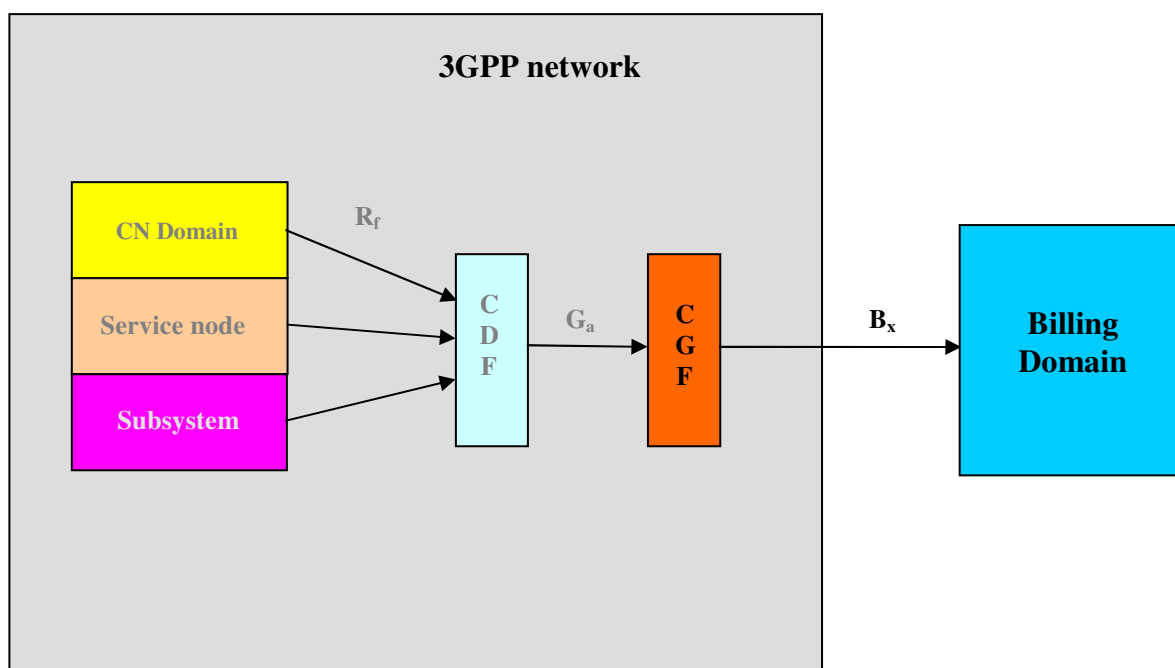 3GPP network
CN Domain
Service node
Subsystem
Rf
C
D
F
Ga
C
G
F
Bx
Billing
Domain